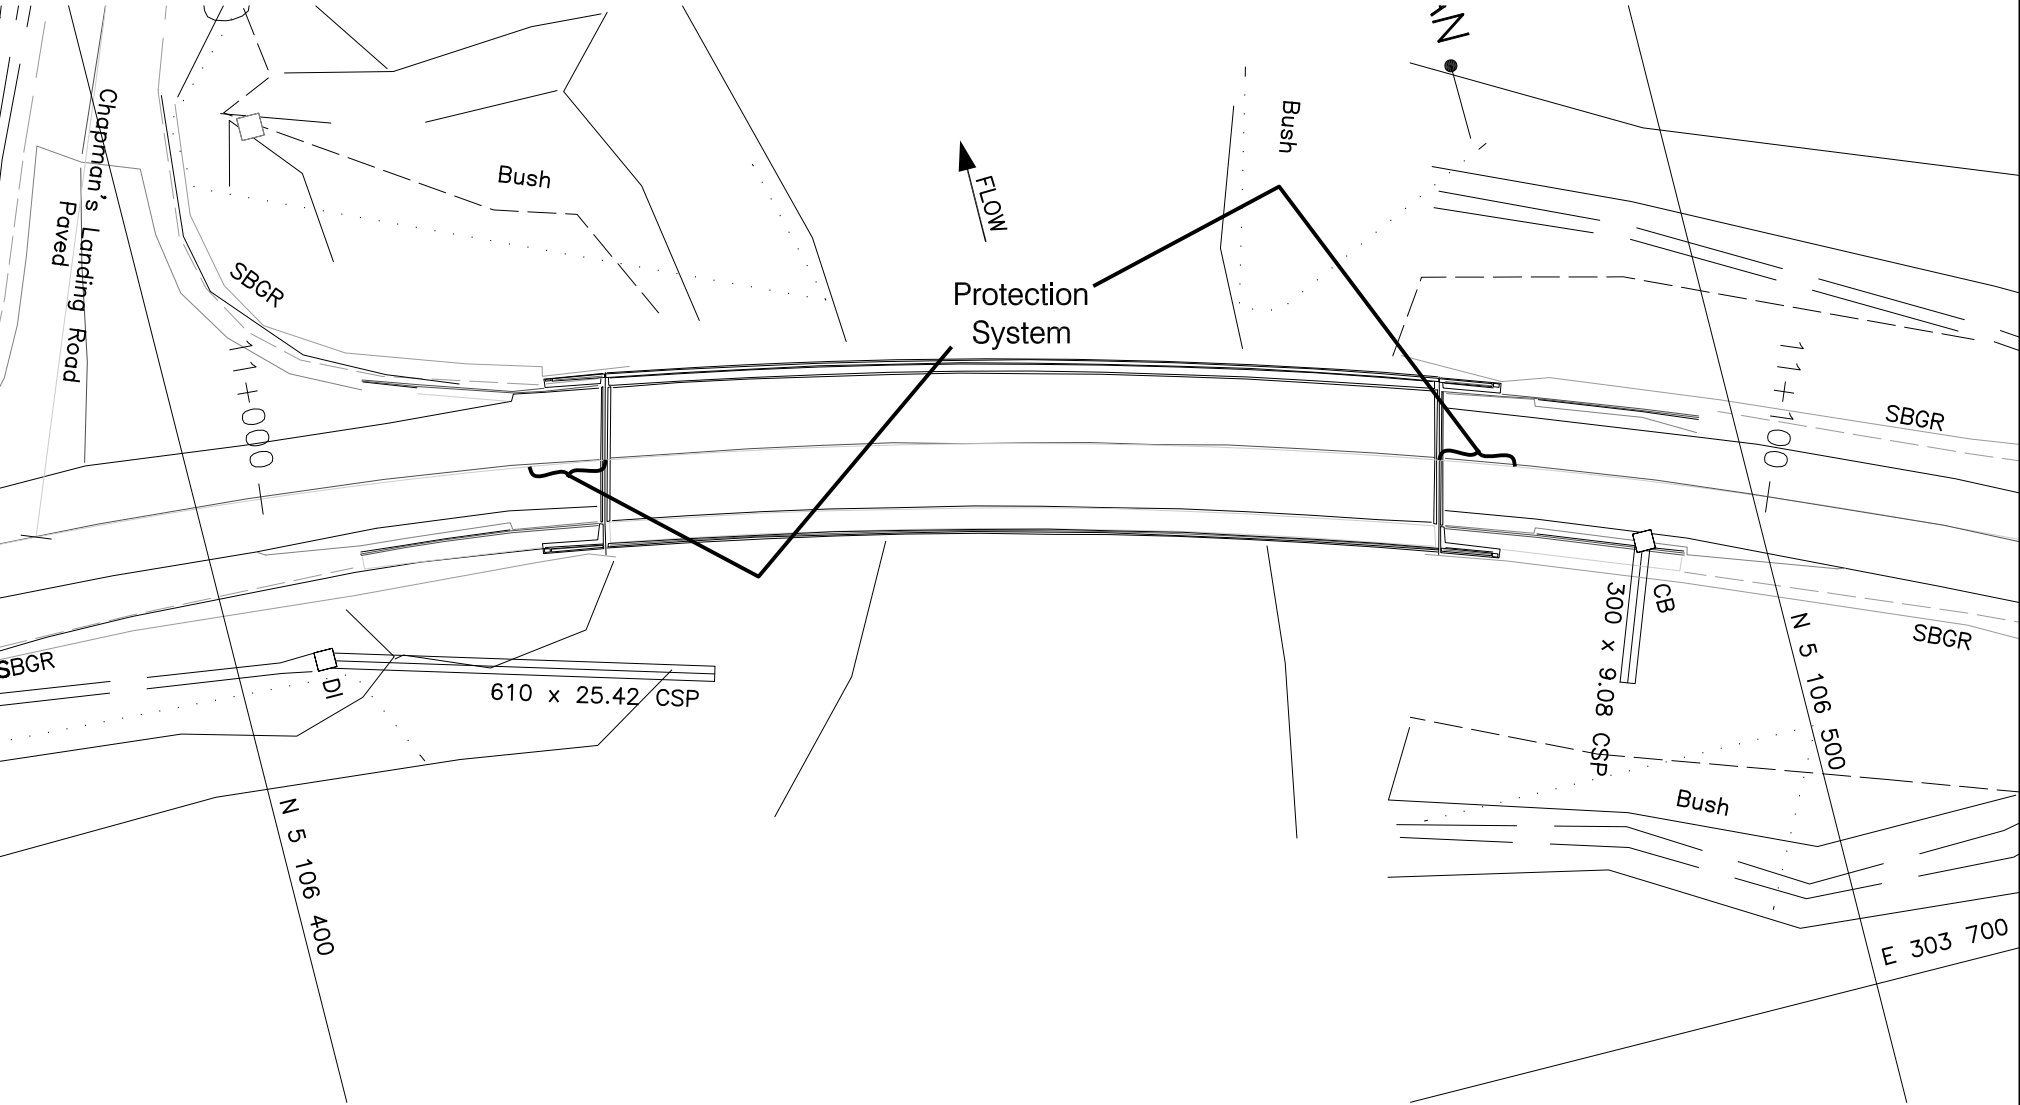 Chapman's Landing Road
Paved
Bush
Bush
FLOW
SBGR
Protection
System
11+000
11+100
SBGR
SBGR
DI
610 x 25.42 CSP
CB
300 x 9.08 CSP
SBGR
N 5 106 500
Bush
N 5 106 400
E 303 700